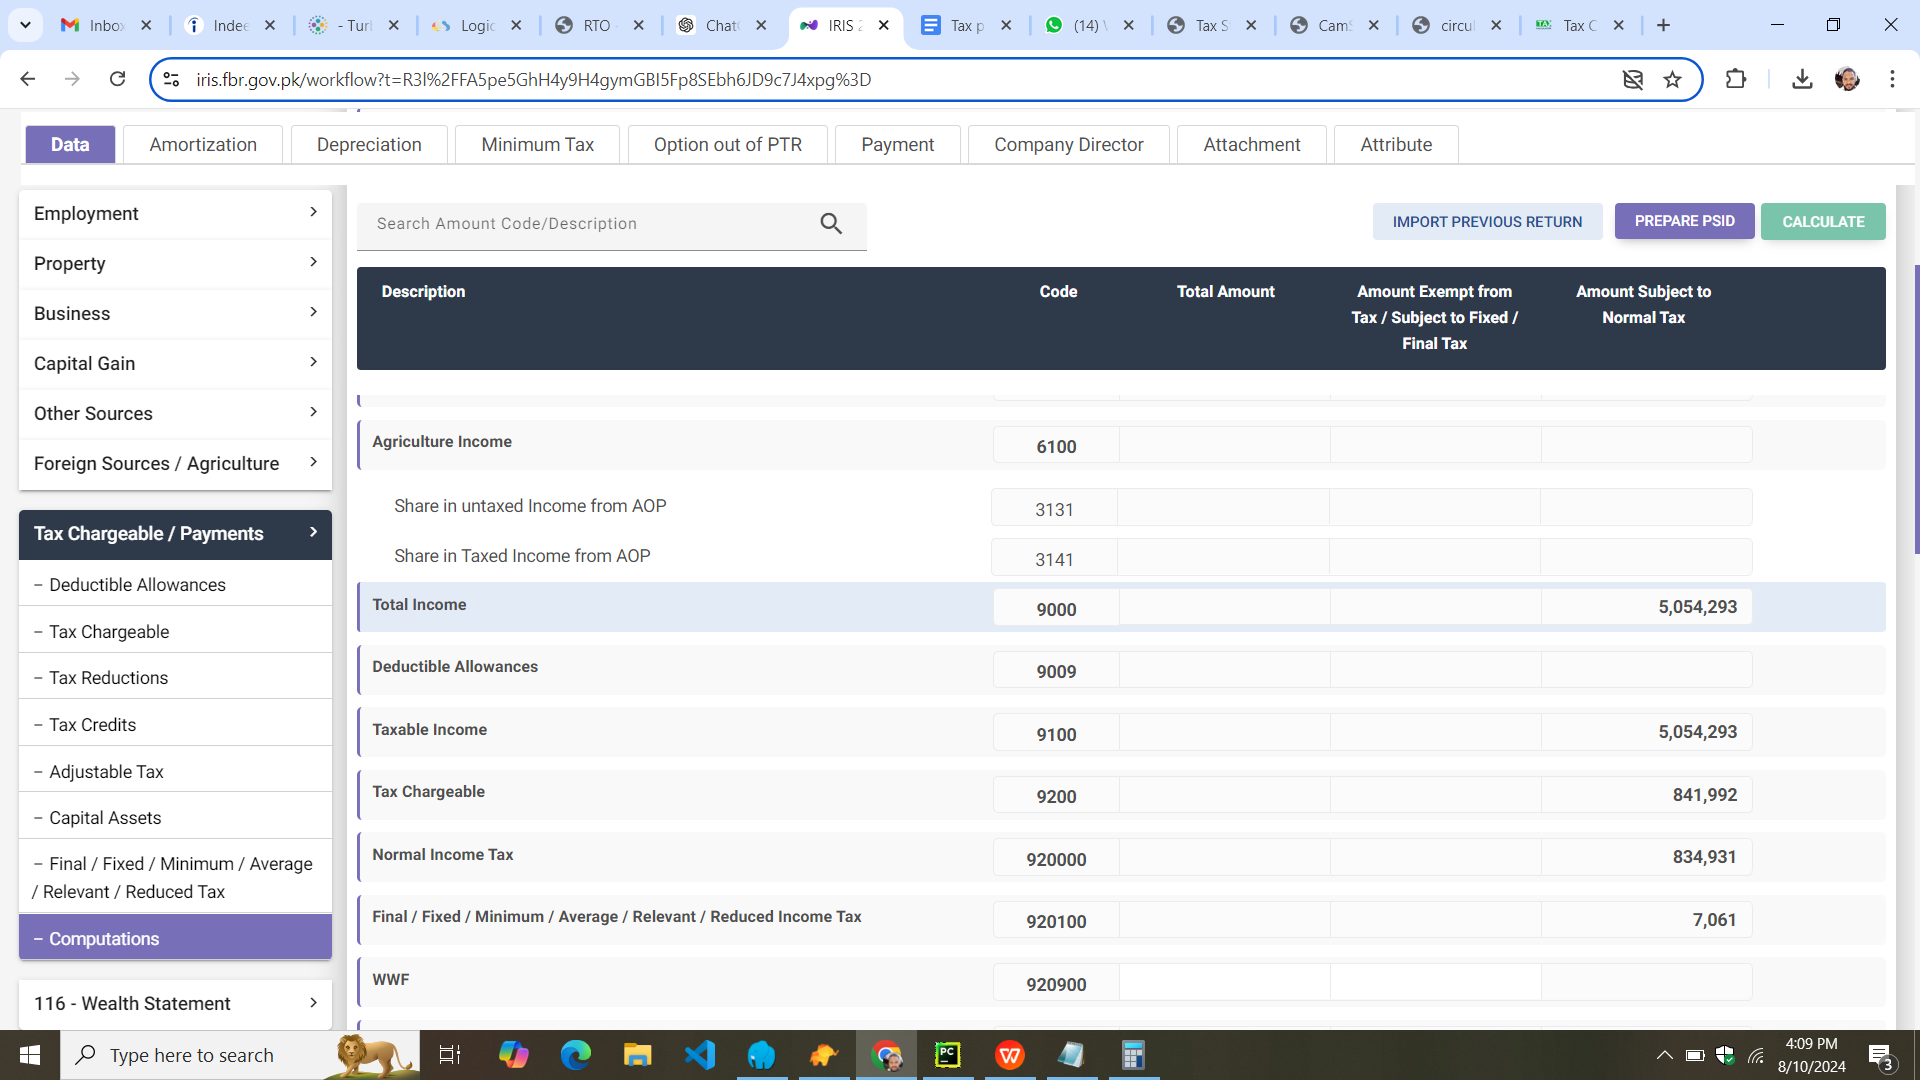 Inbox
Indee
- Turl
Logic
RTO
Chat
IRIS 2
Tax p
(14)
Tax S
CamS
circul
Tax C
iris.fbr.gov.pk/workflow?t=R3l%2FFA5pe5GhH4y9H4gymGBI5Fp8SEbh6JD9c7J4xpg%3D
Data Amortization Depreciation Minimum Tax Option out of PTR Payment Company Director Attachment Attribute
Employment
Property
Business
Capital Gain
Other Sources
Foreign Sources / Agriculture
Tax Chargeable / Payments
– Deductible Allowances
– Tax Chargeable
– Tax Reductions
– Tax Credits
– Adjustable Tax
– Capital Assets
– Final / Fixed / Minimum / Average
/ Relevant / Reduced Tax
– Computations
116 - Wealth Statement
Search Amount Code/Description
IMPORT PREVIOUS RETURN PREPARE PSID CALCULATE
Description Code Total Amount Amount Exempt from Amount Subject to
Tax / Subject to Fixed / Normal Tax
Final Tax
Agriculture Income 6100
Share in untaxed Income from AOP 3131
Share in Taxed Income from AOP 3141
Total Income 9000 5,054,293
Deductible Allowances 9009
Taxable Income 9100 5,054,293
Tax Chargeable 9200 841,992
Normal Income Tax 920000 834,931
Final / Fixed / Minimum / Average / Relevant / Reduced Income Tax 920100 7,061
WWF 920900
Type here to search
PC
W
4:09 PM
8/10/2024
3